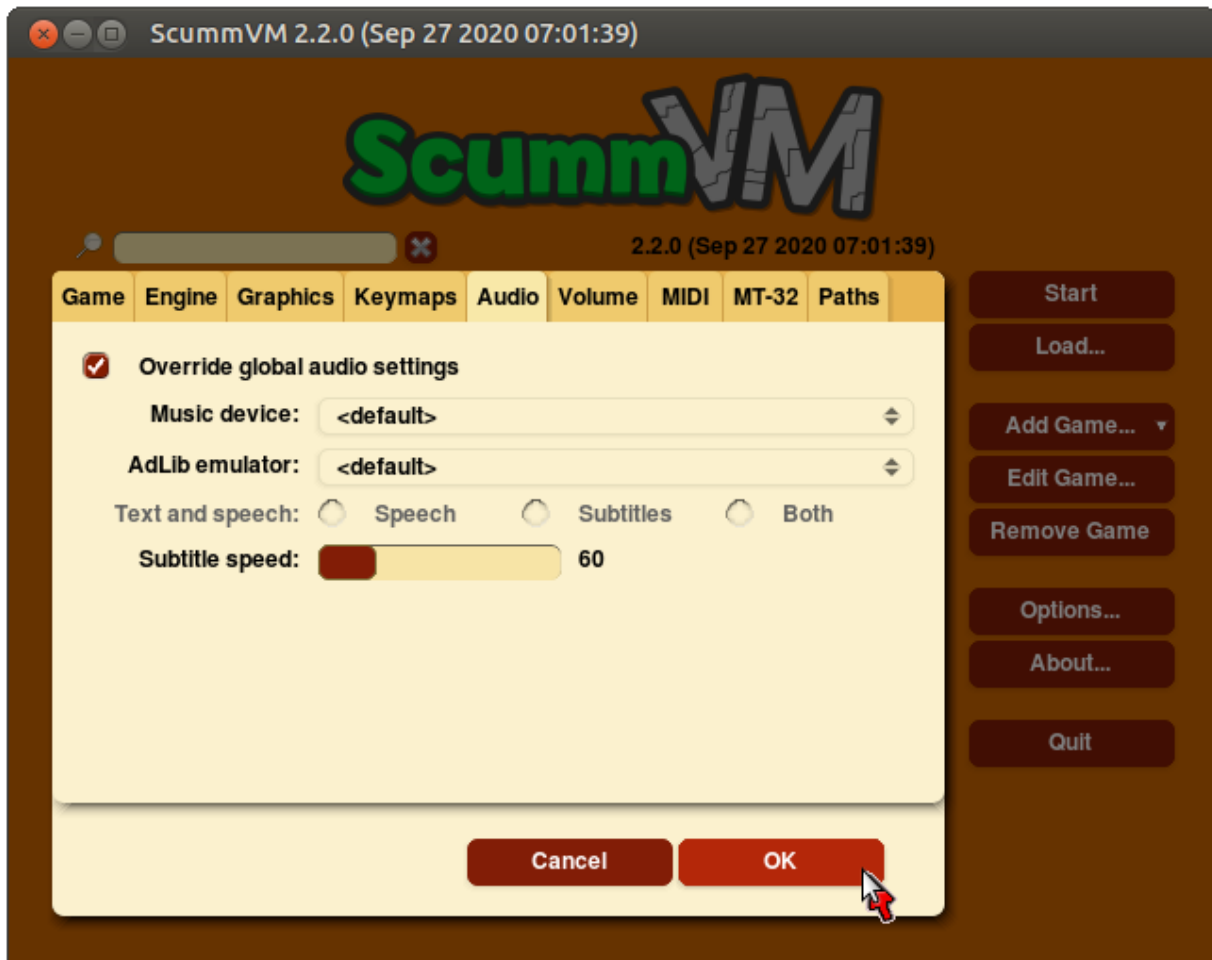 ScummVM 2.2.0 (Sep 27 2020 07:01:39)
ScummVM
2.2.0 (Sep 27 2020 07:01:39)
Game Engine Graphics Keymaps Audio Volume MIDI MT-32 Paths
Override global audio settings
Music device: <default>
AdLib emulator: <default>
Text and speech: Speech Subtitles Both
Subtitle speed: 60
Cancel OK
Start
Load...
Add Game...
Edit Game...
Remove Game
Options...
About...
Quit